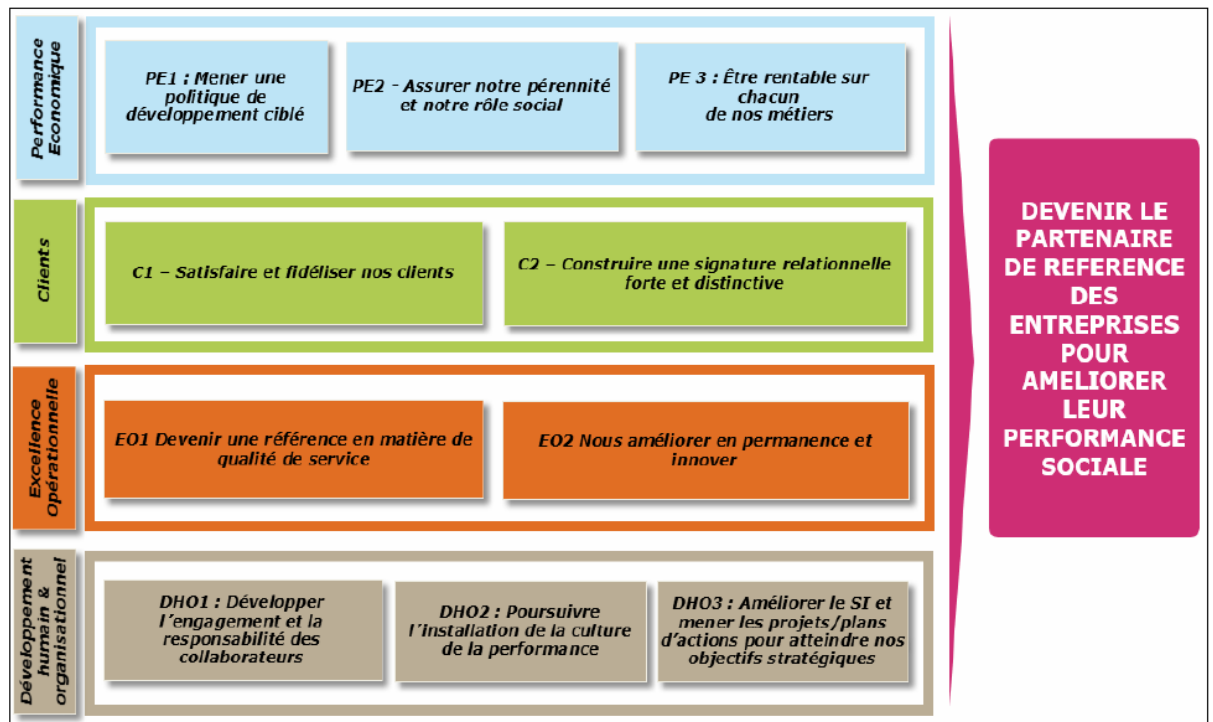 Performance
Economique
PE1 : Mener une
politique de
développement ciblé
PE2 - Assurer notre pérennité
et notre rôle social
PE 3 : Être rentable sur
chacun
de nos métiers
Clients
C1 – Satisfaire et fidéliser nos clients
C2 – Construire une signature relationnelle
forte et distinctive
Excellence
Opérationnelle
EO1 Devenir une référence en matière de
qualité de service
EO2 Nous améliorer en permanence et
innover
Développement
humain &
organisationnel
DHO1 : Développer
l'engagement et la
responsabilité des
collaborateurs
DHO2 : Poursuivre
l'installation de la culture
de la performance
DHO3 : Améliorer le SI et
mener les projets/plans
d'actions pour atteindre nos
objectifs stratégiques
DEVENIR LE
PARTENAIRE
DE REFERENCE
DES
ENTREPRISES
POUR
AMELIORER
LEUR
PERFORMANCE
SOCIALE